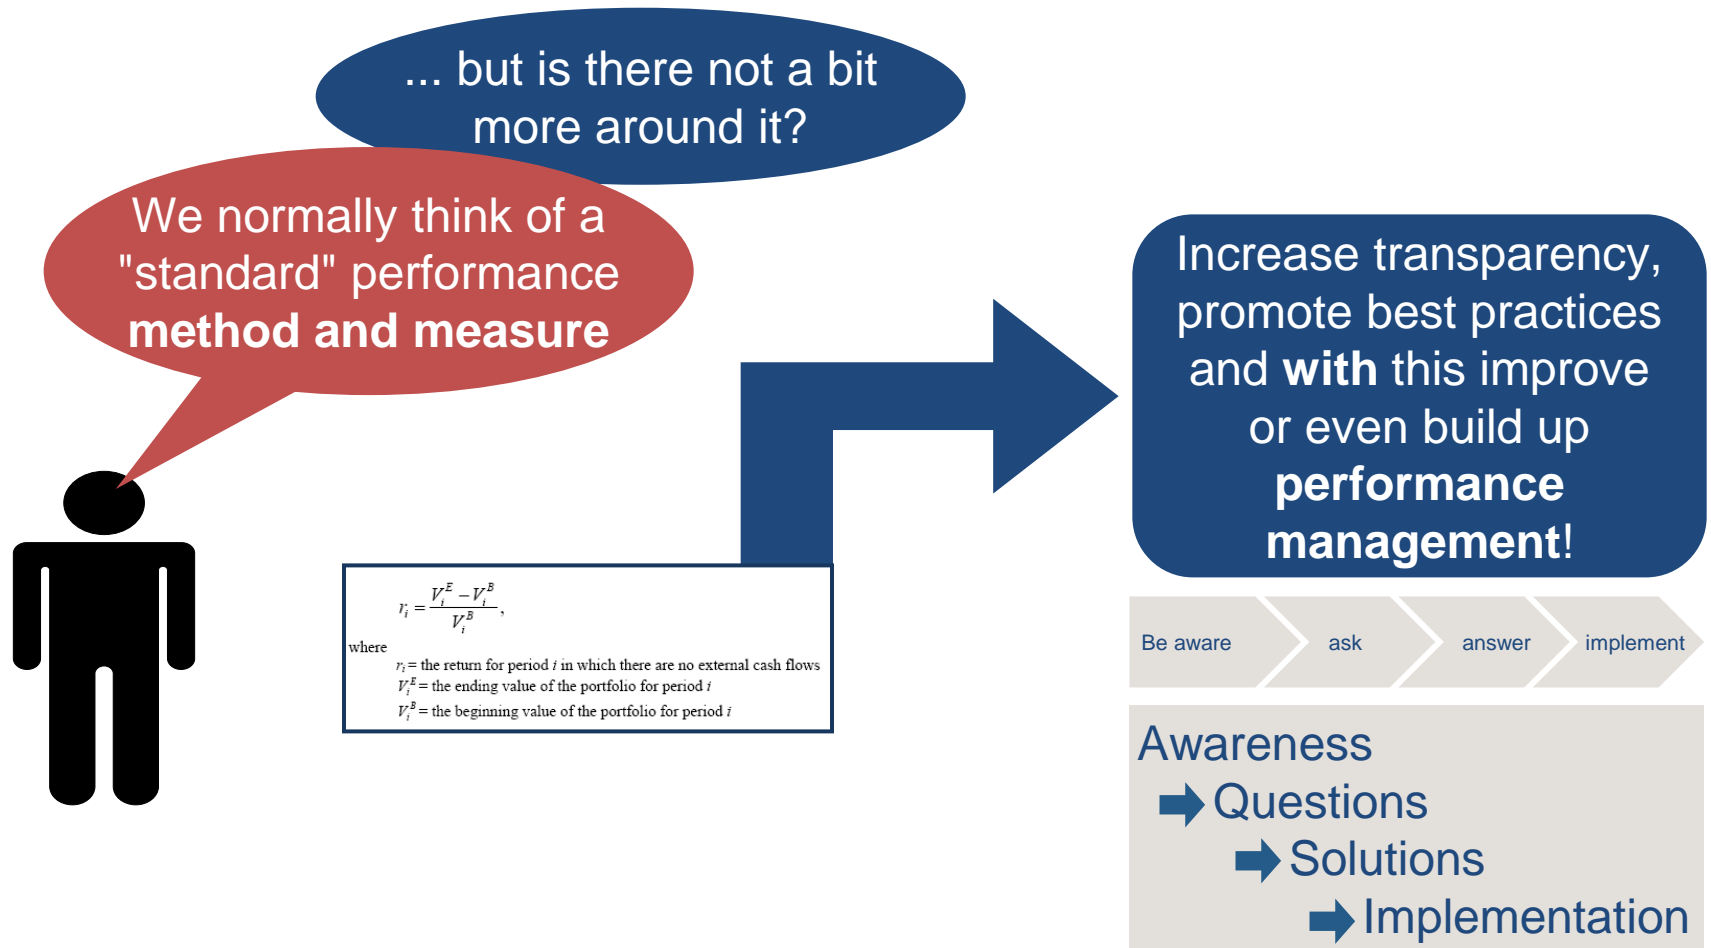 ... but is there not a bit
more around it?
We normally think of a
"standard" performance
method and measure
Increase transparency,
promote best practices
and with this improve
or even build up
performance
management!
r_i = (V_i^E − V_i^B) / V_i^B,
where
r_i = the return for period i in which there are no external cash flows
V_i^E = the ending value of the portfolio for period i
V_i^B = the beginning value of the portfolio for period i
Be aware
ask
answer
implement
Awareness
Questions
Solutions
Implementation